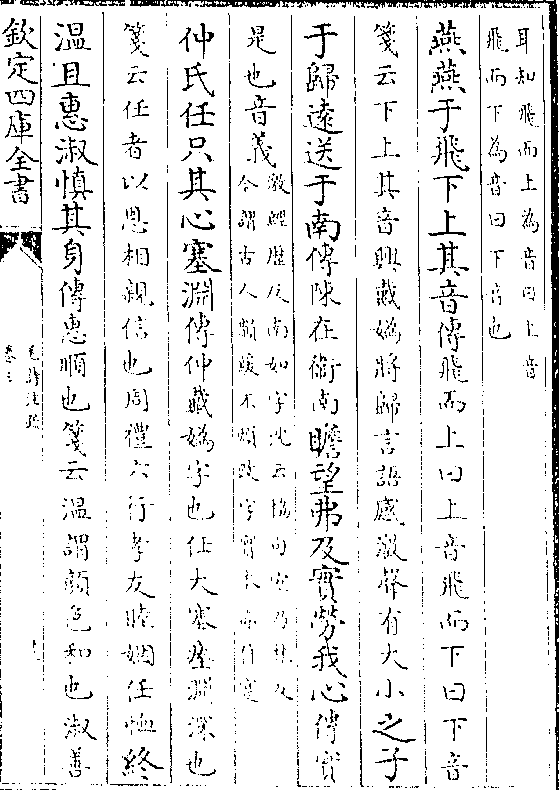 耳知飛而上為音曰上音
飛而下為音曰下音也
燕燕于飛下上其音傳飛而上曰上音飛而下曰下音
箋云下上其音興戴媯將歸言語感激聲有大小之子
于歸遠送于南傳陳在衛南瞻望弗及實勞我心傳實
是也音義
激經歷反南如字沈云協句宜乃林反
今謂古人韻緩不煩改字實本亦作寔
仲氏任只其心塞淵傳仲戴媯字也任大塞瘞淵深也
箋云任者以恩相親信也周禮六行孝友睦姻任恤終
溫且惠淑慎其身傳惠順也箋云溫謂顏色和也淑善
欽定四庫全書
毛詩注疏
卷三